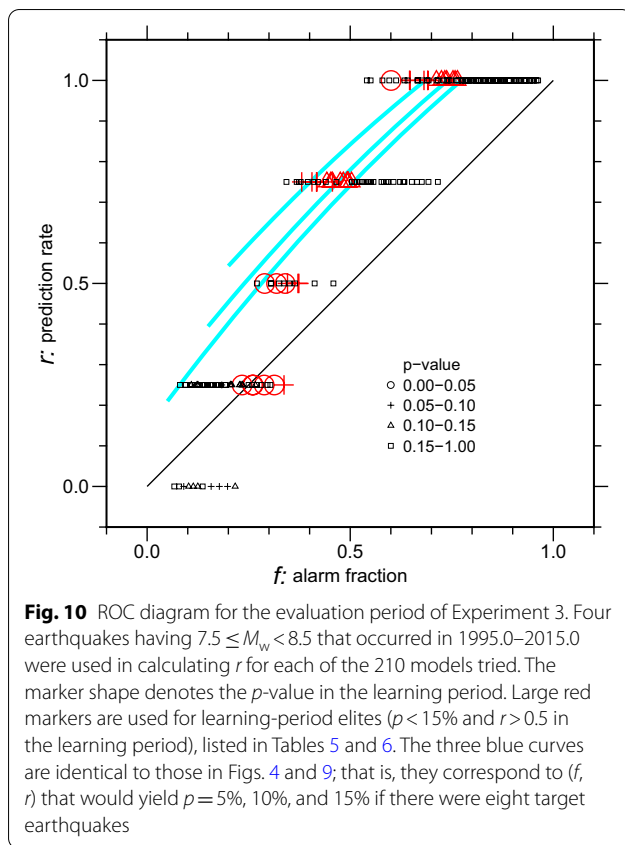 1.0
0.5
0.0
r: prediction rate
p−value
0.00−0.05
0.05−0.10
0.10−0.15
0.15−1.00
0.0 0.5 1.0
f: alarm fraction
Fig. 10 ROC diagram for the evaluation period of Experiment 3. Four
earthquakes having 7.5 ≤ Mw < 8.5 that occurred in 1995.0–2015.0
were used in calculating r for each of the 210 models tried. The
marker shape denotes the p-value in the learning period. Large red
markers are used for learning-period elites (p < 15% and r > 0.5 in
the learning period), listed in Tables 5 and 6. The three blue curves
are identical to those in Figs. 4 and 9; that is, they correspond to (f,
r) that would yield p = 5%, 10%, and 15% if there were eight target
earthquakes